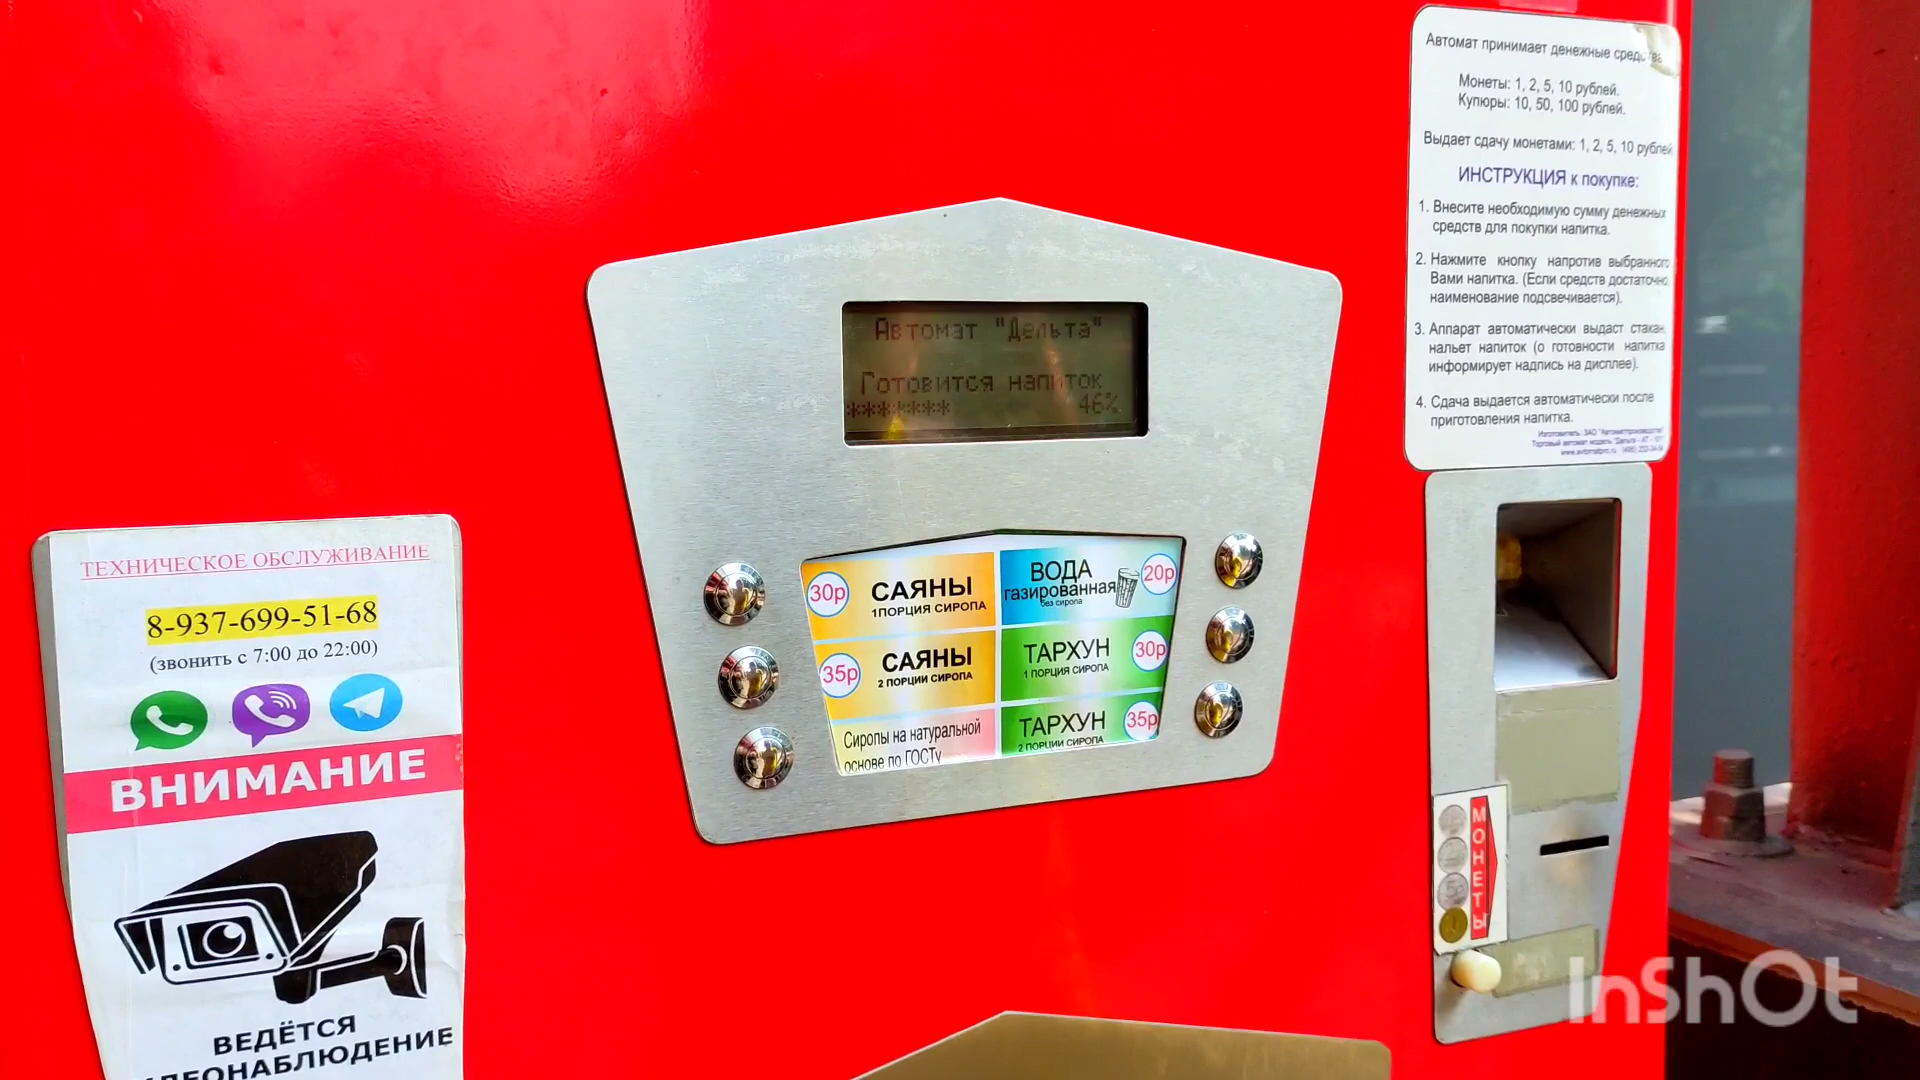 ТЕХНИЧЕСКОЕ ОБСЛУЖИВАНИЕ
8-937-699-51-68
(звонить с 7:00 до 22:00)
ВНИМАНИЕ
ВЕДЁТСЯ
Автомат "Дельта"
Готовится напиток
******* 46%
30р САЯНЫ
1ПОРЦИЯ СИРОПА
35р САЯНЫ
2 ПОРЦИИ СИРОПА
Сиропы на натуральной
основе по ГОСТу
ВОДА 20р
газированная
без сиропа
ТАРХУН 30р
1 ПОРЦИЯ СИРОПА
ТАРХУН 35р
2 ПОРЦИИ СИРОПА
Автомат принимает денежные средства
Монеты: 1, 2, 5, 10 рублей.
Купюры: 10, 50, 100 рублей.
Выдает сдачу монетами: 1, 2, 5, 10 рублей
ИНСТРУКЦИЯ к покупке:
1. Внесите необходимую сумму денежных
средств для покупки напитка.
2. Нажмите кнопку напротив выбранного
Вами напитка. (Если средств достаточно,
наименование подсвечивается).
3. Аппарат автоматически выдаст стакан,
нальет напиток (о готовности напитка
информирует надпись на дисплее).
4. Сдача выдается автоматически после
приготовления напитка.
МОНЕТЫ
InShOt